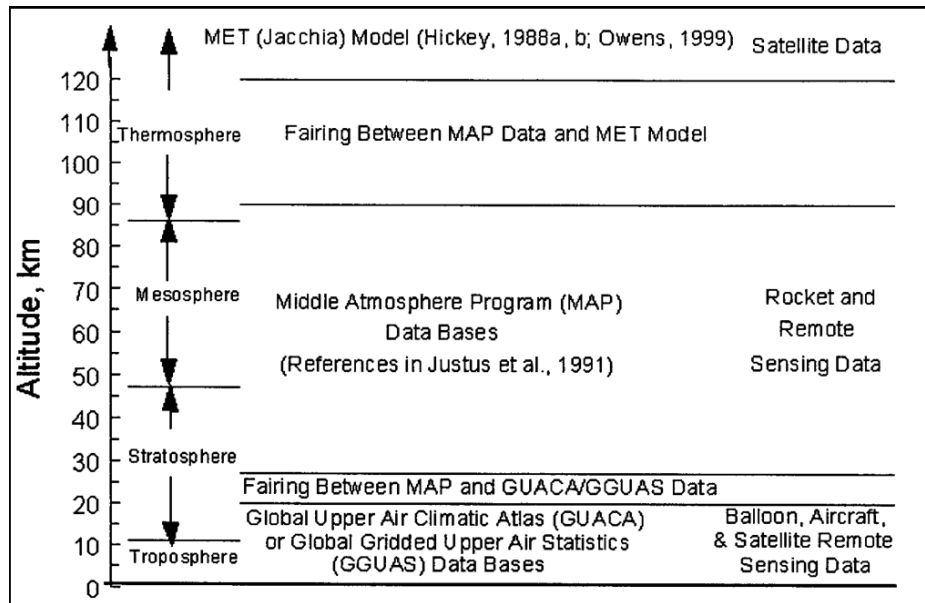 MET (Jacchia) Model (Hickey, 1988a, b; Owens, 1999)
Satellite Data
120
110
100
90
80
70
60
50
40
30
20
10
0
Altitude, km
Thermosphere
Mesosphere
Stratosphere
Troposphere
Fairing Between MAP Data and MET Model
Middle Atmosphere Program (MAP)
Data Bases
(References in Justus et al., 1991)
Rocket and
Remote
Sensing Data
Fairing Between MAP and GUACA/GGUAS Data
Global Upper Air Climatic Atlas (GUACA)
or Global Gridded Upper Air Statistics
(GGUAS) Data Bases
Balloon, Aircraft,
& Satellite Remote
Sensing Data